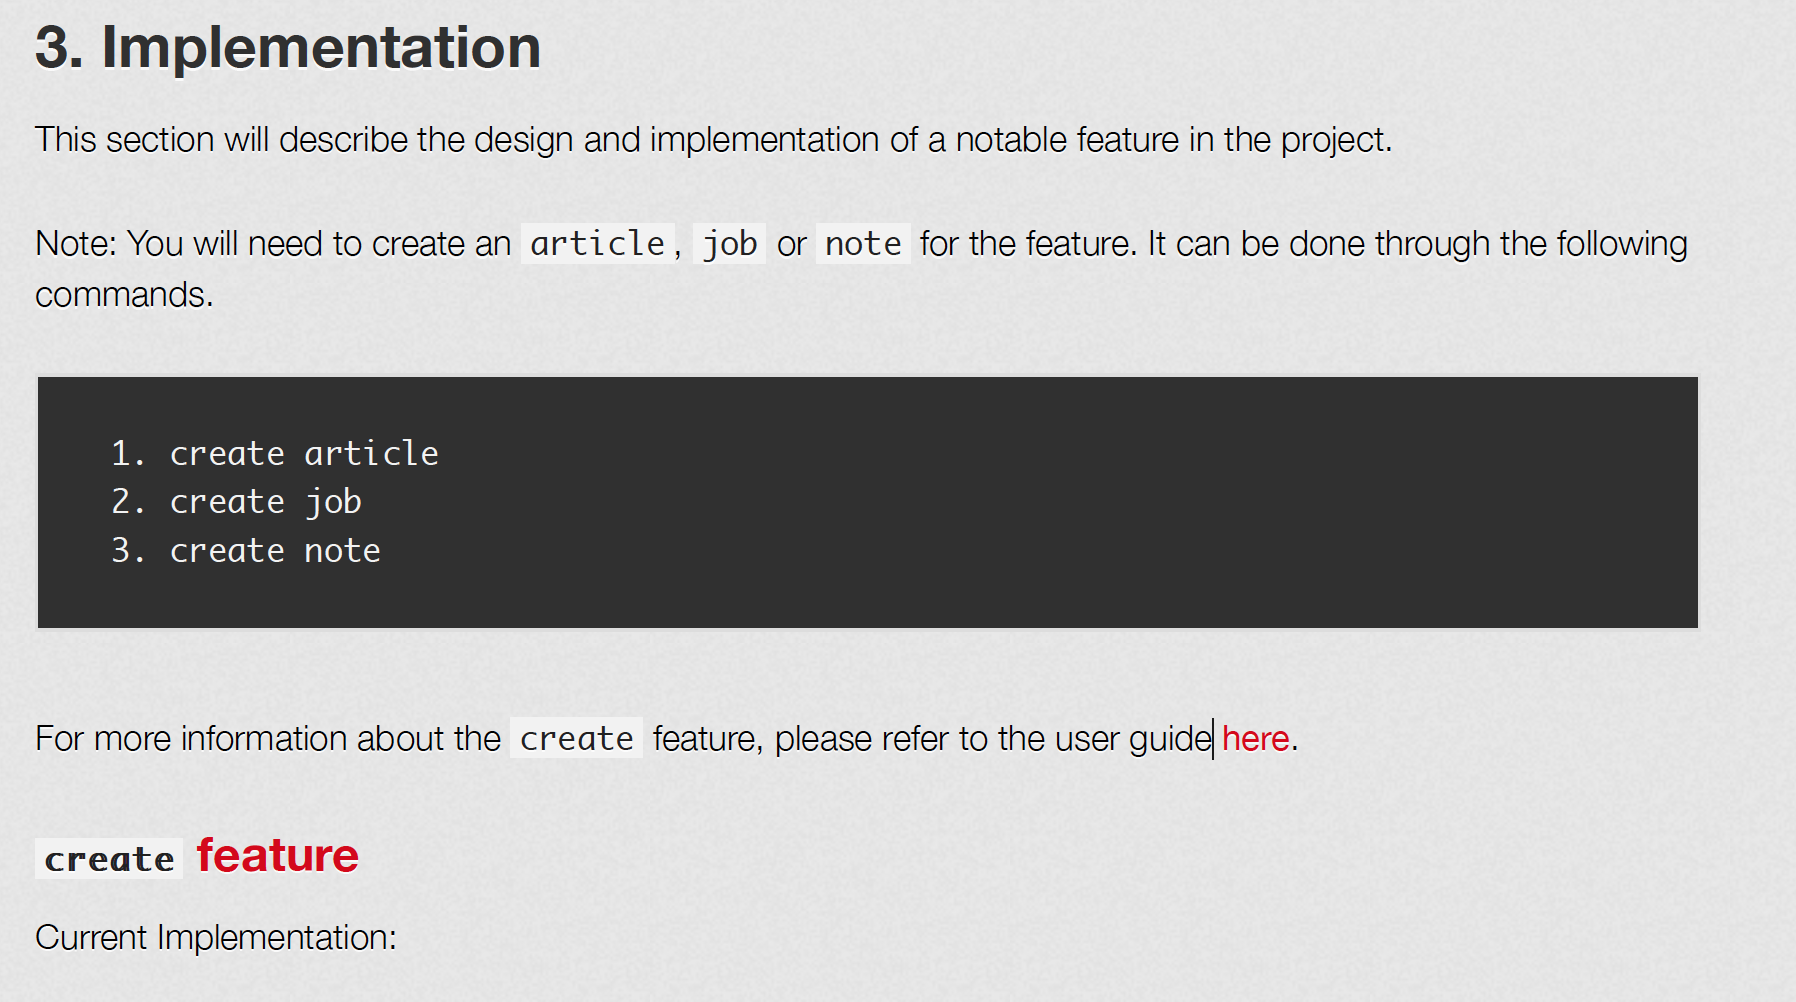 3. Implementation
This section will describe the design and implementation of a notable feature in the project.
Note: You will need to create an article, job or note for the feature. It can be done through the following
commands.
1. create article
2. create job
3. create note
For more information about the create feature, please refer to the user guide here.
create feature
Current Implementation: